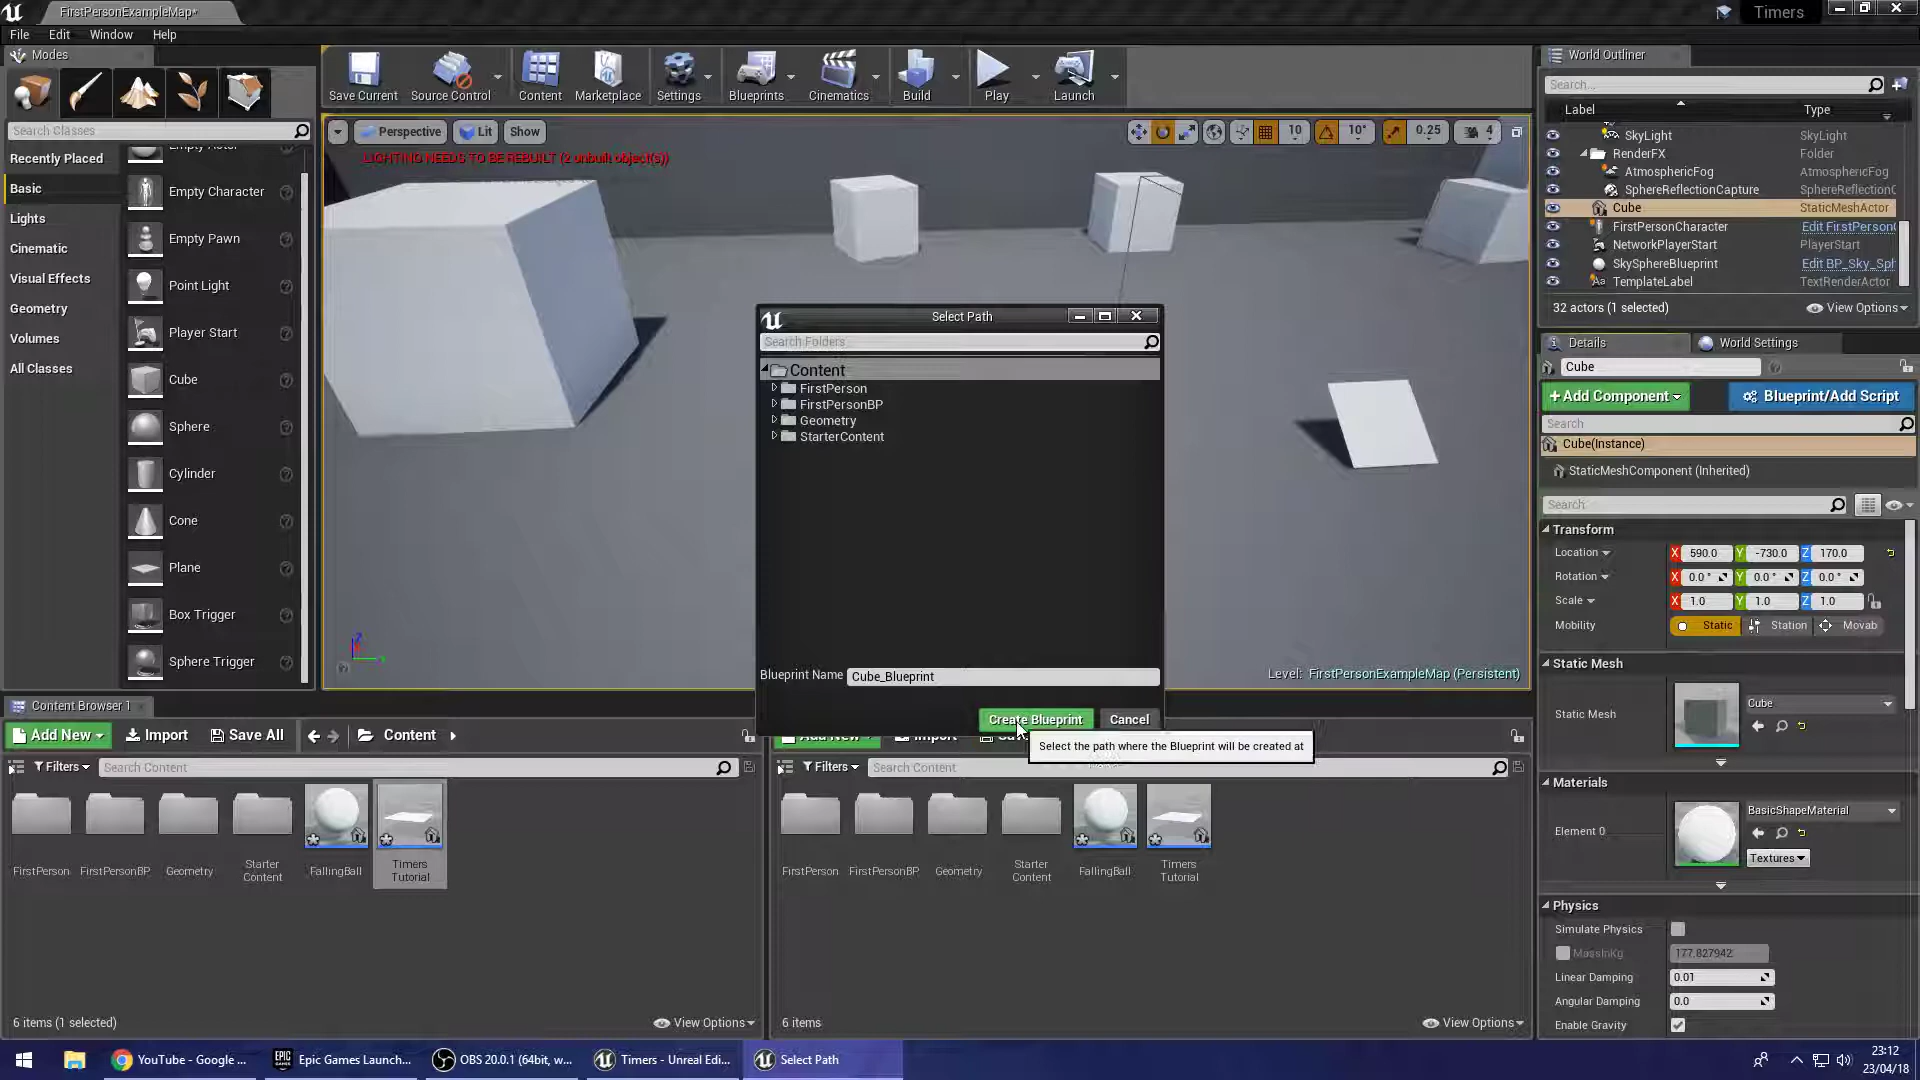 FirstPersonExampleMap*
Timers
File Edit Window Help
Modes
Search Classes
Recently Placed
Basic
Lights
Cinematic
Visual Effects
Geometry
Volumes
All Classes
Empty Character
Empty Pawn
Point Light
Player Start
Cube
Sphere
Cylinder
Cone
Plane
Box Trigger
Sphere Trigger
Save Current Source Control Content Marketplace Settings Blueprints Cinematics Build Play Launch
Perspective Lit Show
10 10° 0.25 4
LIGHTING NEEDS TO BE REBUILT (2 unbuilt object(s))
Level: FirstPersonExampleMap (Persistent)
Select Path
Search Folders
Content
FirstPerson
FirstPersonBP
Geometry
StarterContent
Blueprint Name Cube_Blueprint
Create Blueprint Cancel
Select the path where the Blueprint will be created at
World Outliner
Search...
Label Type
SkyLight SkyLight
RenderFX Folder
AtmosphericFog AtmosphericFog
SphereReflectionCapture SphereReflectionC
Cube StaticMeshActor
FirstPersonCharacter Edit FirstPersonC
NetworkPlayerStart PlayerStart
SkySphereBlueprint Edit BP_Sky_Sph
TemplateLabel TextRenderActor
32 actors (1 selected) View Options
Details World Settings
Cube
+Add Component Blueprint/Add Script
Search
Cube(Instance)
StaticMeshComponent (Inherited)
Search
Transform
Location X 590.0 Y -730.0 Z 170.0
Rotation X 0.0° Y 0.0° Z 0.0°
Scale X 1.0 Y 1.0 Z 1.0
Mobility Static Station Movab
Static Mesh
Static Mesh Cube
Materials
Element 0 BasicShapeMaterial
Textures
Physics
Simulate Physics
MassInKg 177.827942
Linear Damping 0.01
Angular Damping 0.0
Enable Gravity
Content Browser 1
Add New Import Save All Content
Filters Search Content
FirstPerson FirstPersonBP Geometry Starter Content FallingBall Timers Tutorial
6 items (1 selected) View Options
Filters Search Content
FirstPerson FirstPersonBP Geometry Starter Content FallingBall Timers Tutorial
6 items View Options
YouTube - Google ... Epic Games Launch... OBS 20.0.1 (64bit, w... Timers - Unreal Edi... Select Path
23:12
23/04/18